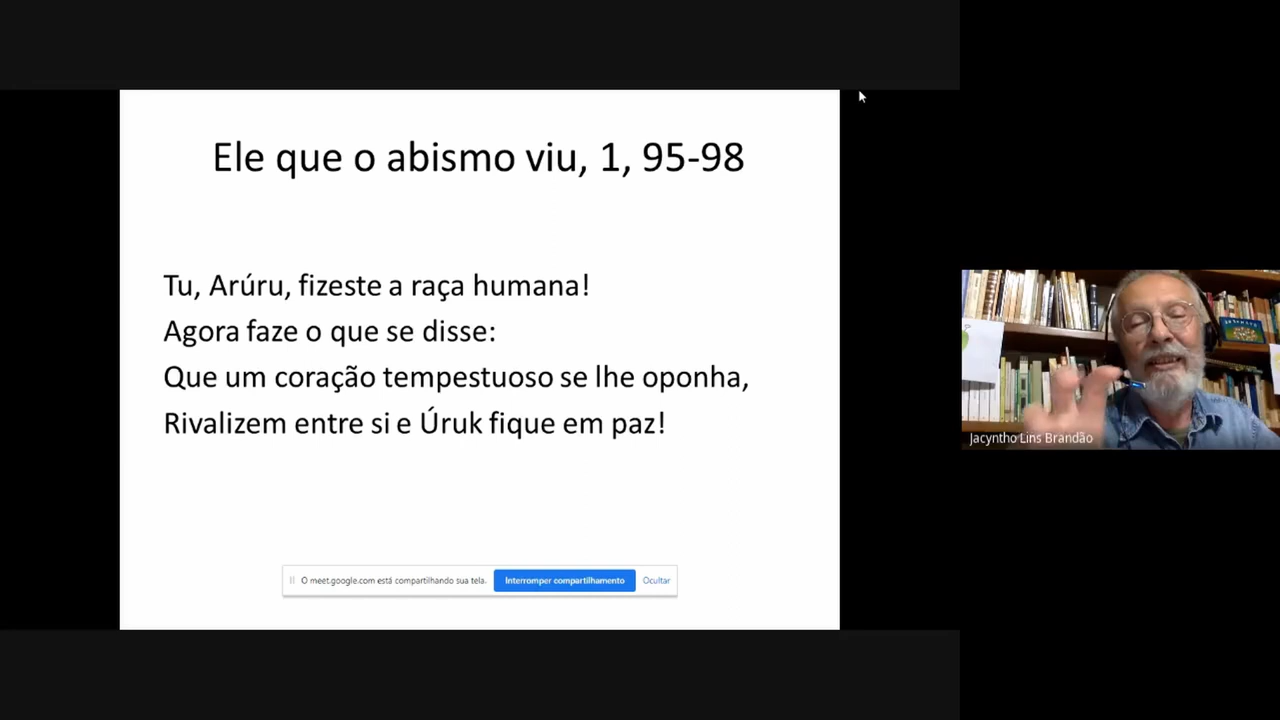 Ele que o abismo viu, 1, 95-98
Tu, Arúru, fizeste a raça humana!
Agora faze o que se disse:
Que um coração tempestuoso se lhe oponha,
Rivalizem entre si e Úruk fique em paz!
O meet.google.com está compartilhando sua tela. Interromper compartilhamento Ocultar
Jacyntho Lins Brandão